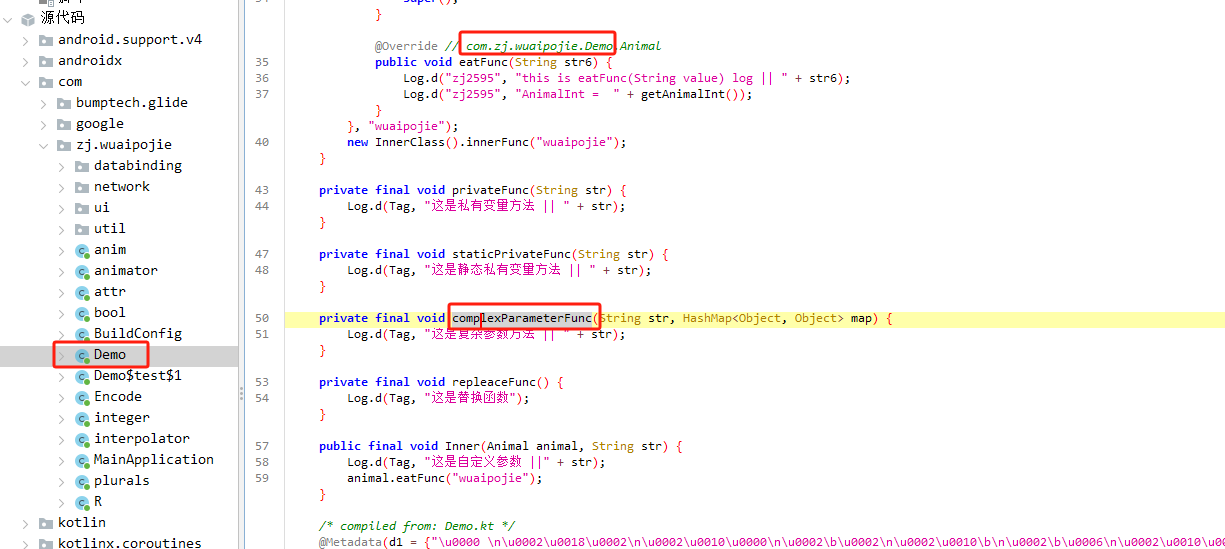 源代码
android.support.v4
androidx
com
bumptech.glide
google
zj.wuaipojie
databinding
network
ui
util
anim
animator
attr
bool
BuildConfig
Demo
Demo$test$1
Encode
integer
interpolator
MainApplication
plurals
R
kotlin
kotlinx.coroutines
super();
}
@Override // com.zj.wuaipojie.Demo.Animal
35 public void eatFunc(String str6) {
36 Log.d("zj2595", "this is eatFunc(String value) log || " + str6);
37 Log.d("zj2595", "AnimalInt =  " + getAnimalInt());
}
}, "wuaipojie");
40 new InnerClass().innerFunc("wuaipojie");
}
43 private final void privateFunc(String str) {
44 Log.d(Tag, "这是私有变量方法 || " + str);
}
47 private final void staticPrivateFunc(String str) {
48 Log.d(Tag, "这是静态私有变量方法 || " + str);
}
50 private final void complexParameterFunc(String str, HashMap<Object, Object> map) {
51 Log.d(Tag, "这是复杂参数方法 || " + str);
}
53 private final void repleaceFunc() {
54 Log.d(Tag, "这是替换函数");
}
57 public final void Inner(Animal animal, String str) {
58 Log.d(Tag, "这是自定义参数 ||" + str);
59 animal.eatFunc("wuaipojie");
}
/* compiled from: Demo.kt */
@Metadata(d1 = {"\u0000 \n\u0002\u0018\u0002\n\u0002\u0010\u0000\n\u0002\b\u0002\n\u0002\u0010\b\n\u0002\b\u0006\n\u0002\u0010\u00